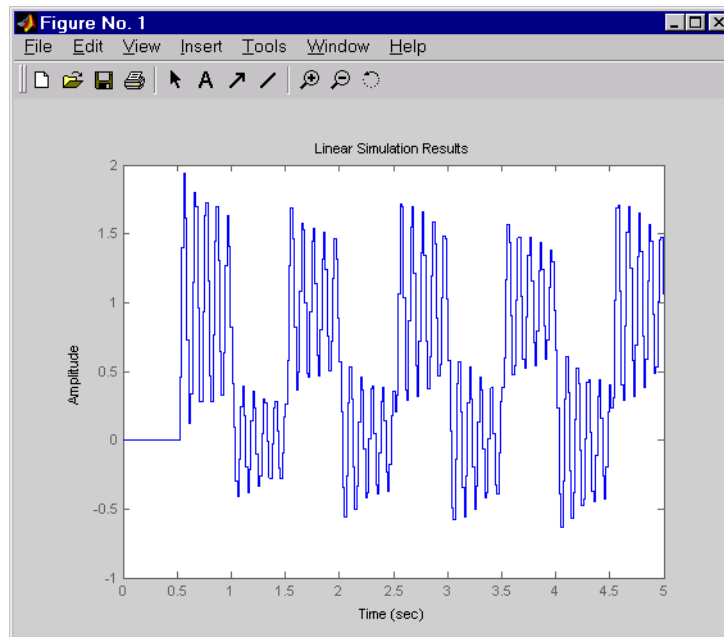 Figure No. 1
File Edit View Insert Tools Window Help
A
Linear Simulation Results
2
1.5
1
0.5
0
-0.5
-1
Amplitude
0 0.5 1 1.5 2 2.5 3 3.5 4 4.5 5
Time (sec)